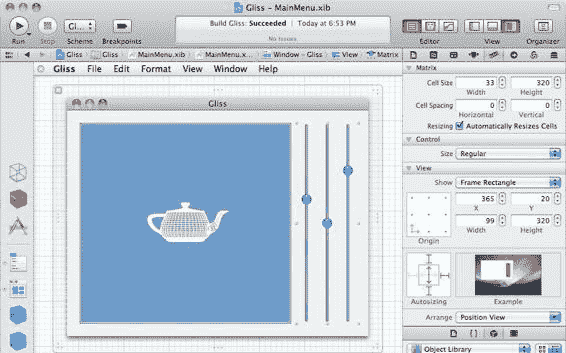 Gliss – MainMenu.xib
Build Gliss: Succeeded | Today at 6:53 PM
No Issues
Gl...
Run Stop Scheme Breakpoints Editor View Organizer
Gliss Gliss MainMenu.xib MainMenu.x... Window – Gliss View Matrix
Gliss File Edit Format View Window Help
Gliss
Matrix
Cell Size 33 320
Width Height
Cell Spacing 0 0
Horizontal Vertical
Resizing Automatically Resizes Cells
Control
Size Regular
View
Show Frame Rectangle
365 20
X Y
99 320
Origin Width Height
Autosizing Example
Arrange Position View
Object Library